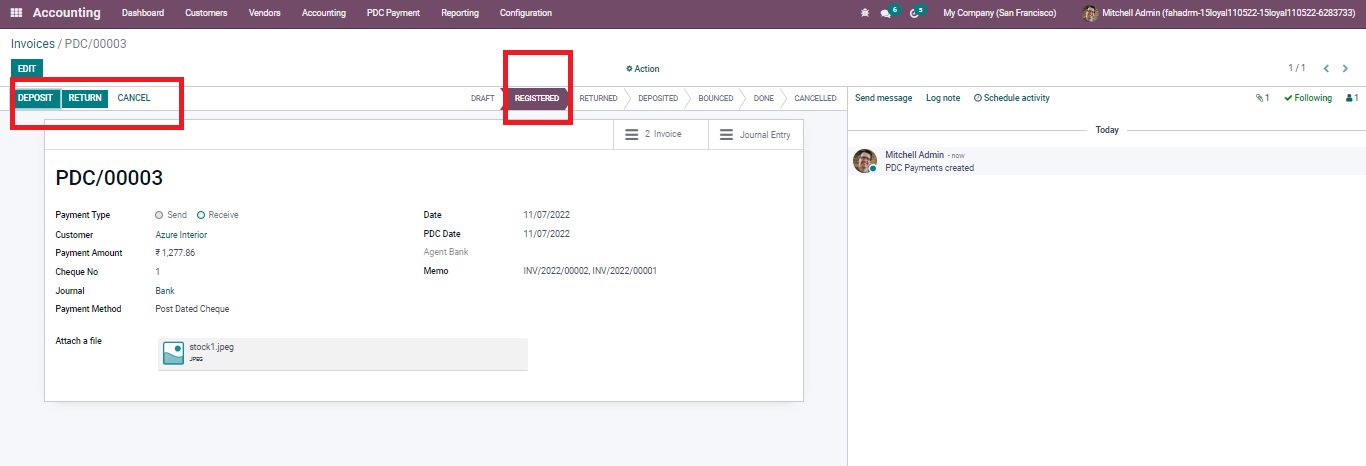 Accounting Dashboard Customers Vendors Accounting PDC Payment Reporting Configuration 6 5 My Company (San Francisco) Mitchell Admin (fahadrm-15loyal110522-15loyal110522-6283733)
Invoices / PDC/00003
EDIT Action 1 / 1
DEPOSIT RETURN CANCEL DRAFT REGISTERED RETURNED DEPOSITED BOUNCED DONE CANCELLED Send message Log note Schedule activity 1 Following 1
Today
2 Invoice Journal Entry
Mitchell Admin - now
PDC Payments created
PDC/00003
Payment Type Send Receive Date 11/07/2022
Customer Azure Interior PDC Date 11/07/2022
Payment Amount ₹ 1,277.86 Agent Bank
Cheque No 1 Memo INV/2022/00002, INV/2022/00001
Journal Bank
Payment Method Post Dated Cheque
Attach a file stock1.jpeg
JPEG